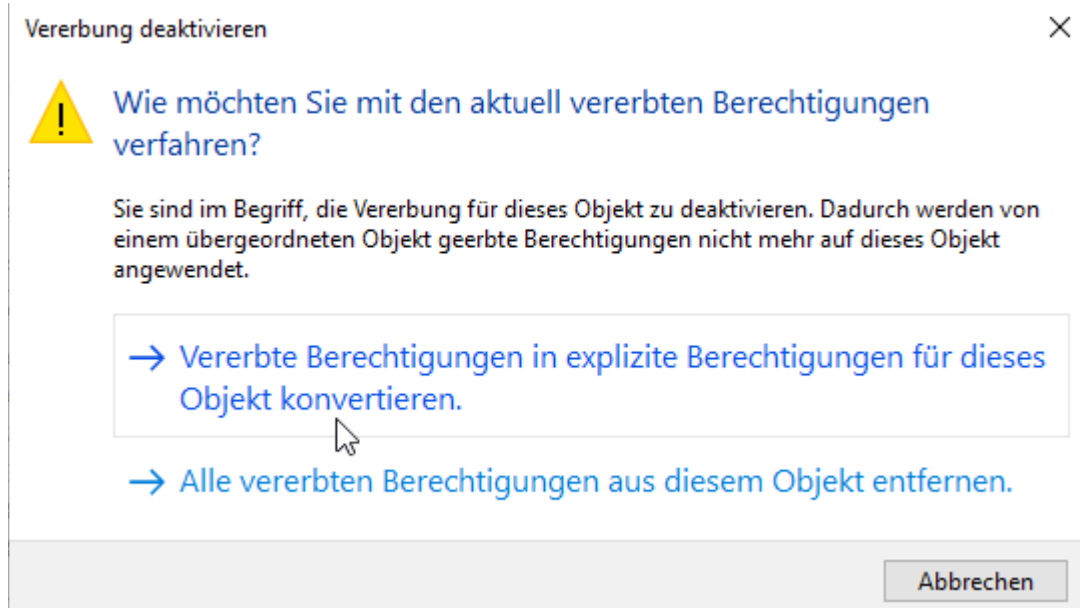 Vererbung deaktivieren
Wie möchten Sie mit den aktuell vererbten Berechtigungen
verfahren?
Sie sind im Begriff, die Vererbung für dieses Objekt zu deaktivieren. Dadurch werden von
einem übergeordneten Objekt geerbte Berechtigungen nicht mehr auf dieses Objekt
angewendet.
→ Vererbte Berechtigungen in explizite Berechtigungen für dieses
Objekt konvertieren.
→ Alle vererbten Berechtigungen aus diesem Objekt entfernen.
Abbrechen